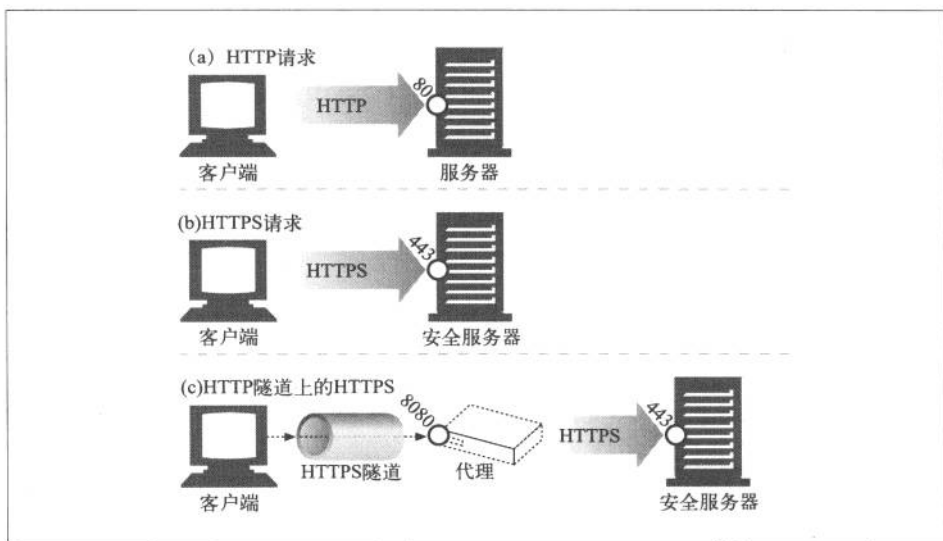 (a) HTTP请求
HTTP
80
客户端
服务器
(b)HTTPS请求
HTTPS
443
客户端
安全服务器
(c)HTTP隧道上的HTTPS
8080
HTTPS
443
HTTPS隧道
代理
客户端
安全服务器